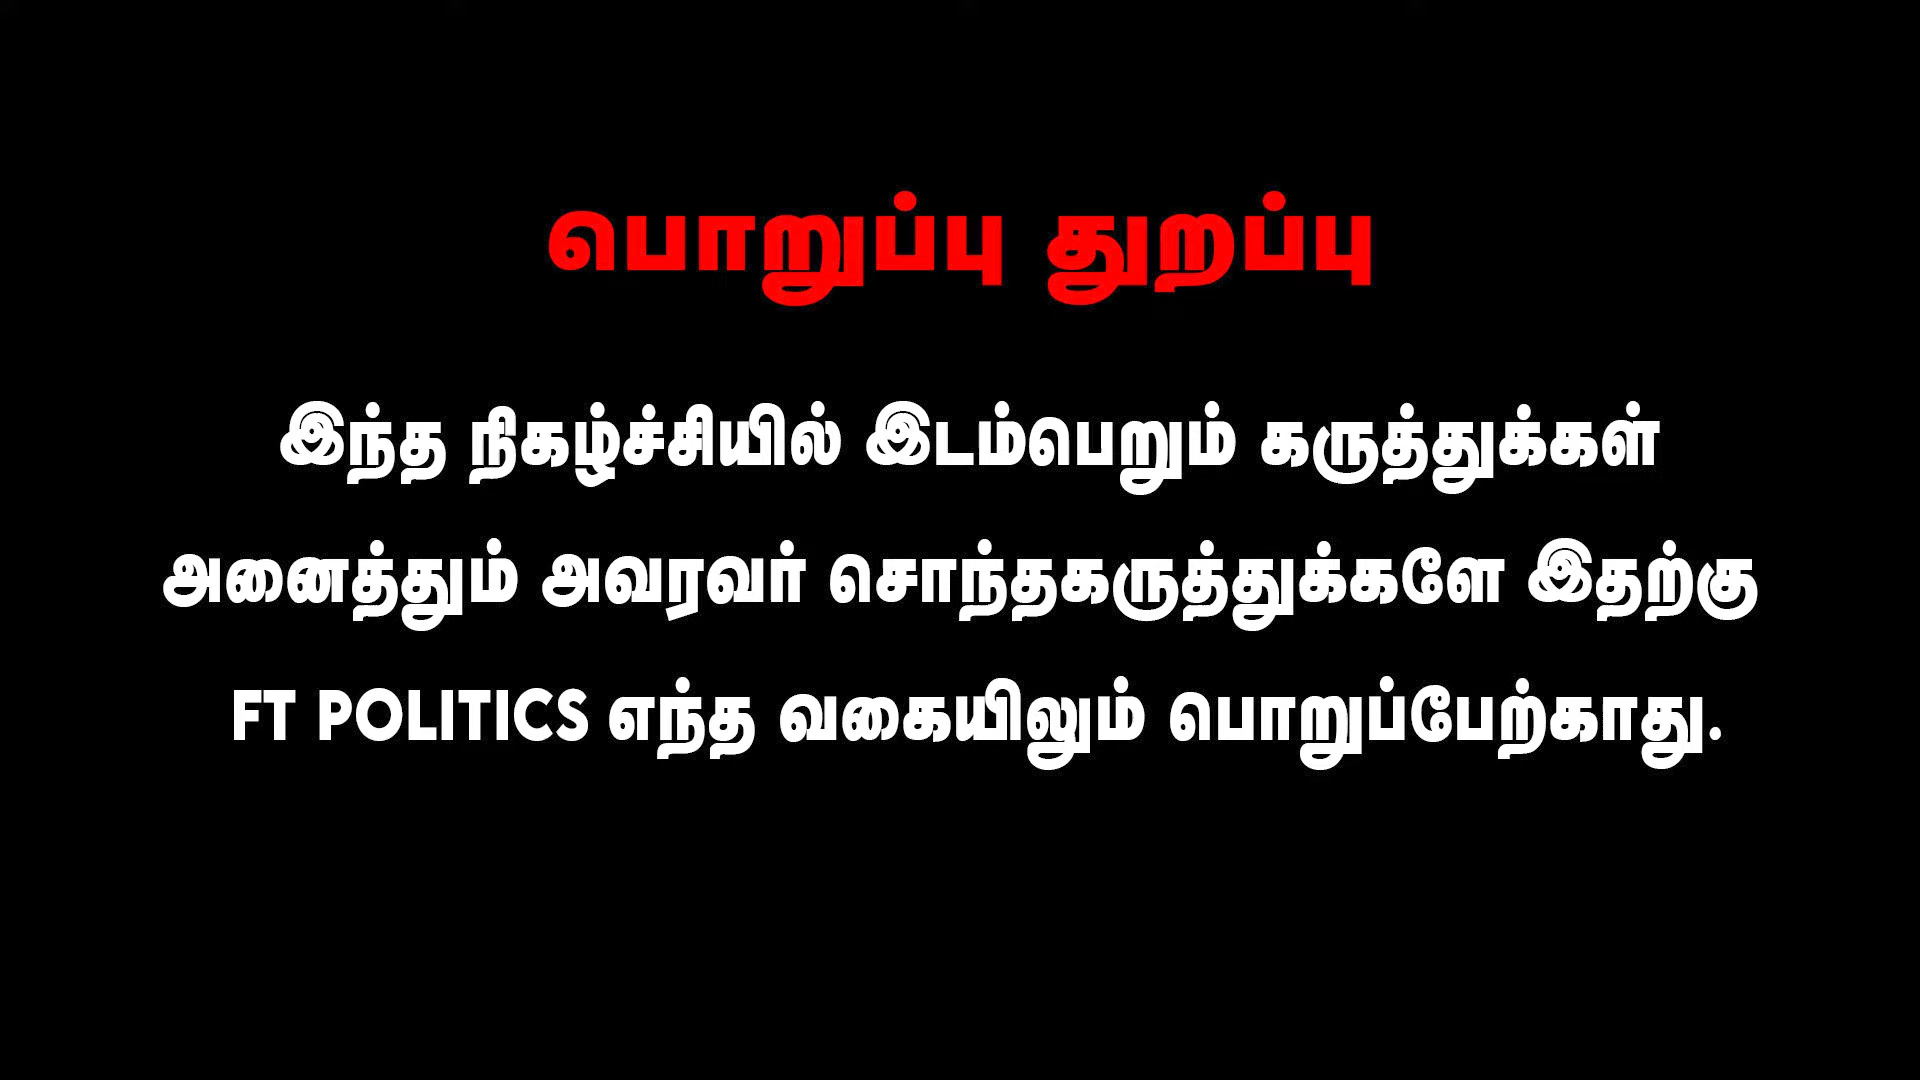 பொறுப்பு துறப்பு
இந்த நிகழ்ச்சியில் இடம்பெறும் கருத்துக்கள்
அனைத்தும் அவரவர் சொந்தகருத்துக்களே இதற்கு
FT POLITICS எந்த வகையிலும் பொறுப்பேற்காது.